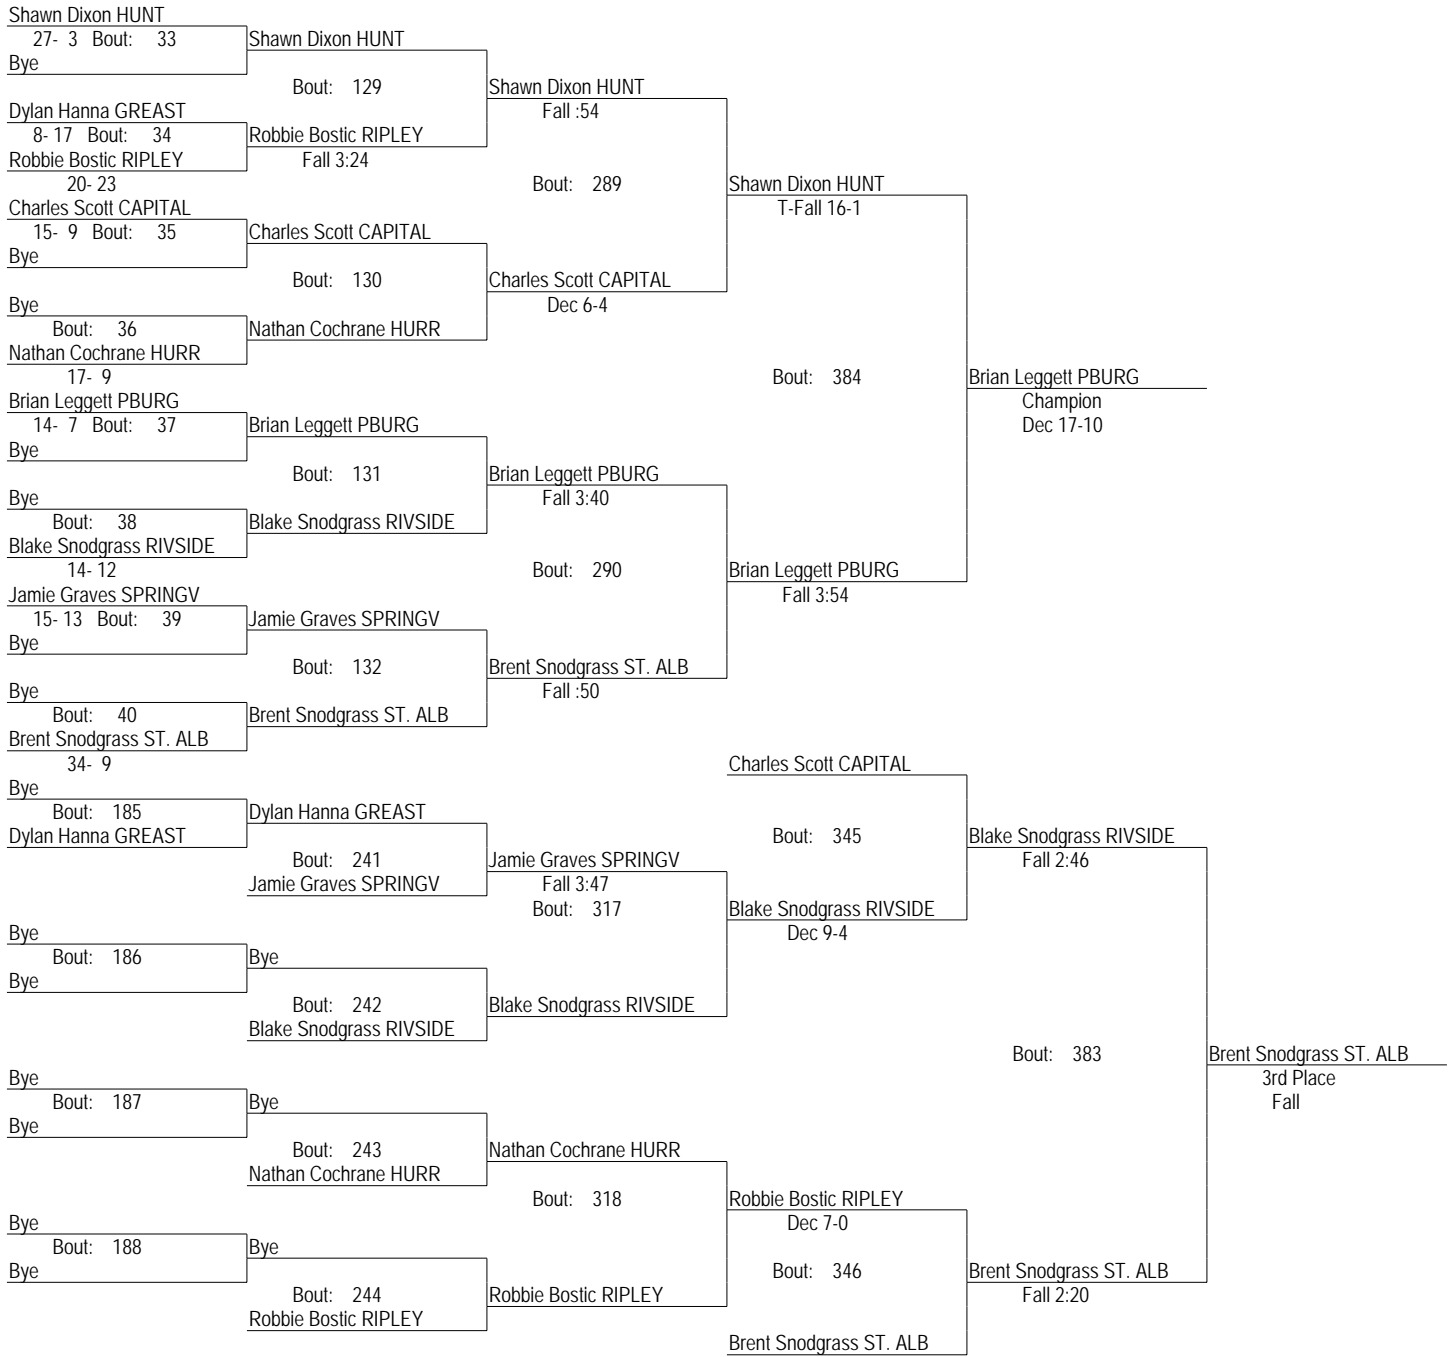 Shawn Dixon HUNT
27- 3 Bout: 33 Shawn Dixon HUNT
Bye
Bout: 129 Shawn Dixon HUNT
Dylan Hanna GREAST Fall :54
8- 17 Bout: 34 Robbie Bostic RIPLEY
Robbie Bostic RIPLEY Fall 3:24
20- 23 Bout: 289 Shawn Dixon HUNT
Charles Scott CAPITAL T-Fall 16-1
15- 9 Bout: 35 Charles Scott CAPITAL
Bye
Bout: 130 Charles Scott CAPITAL
Bye Dec 6-4
Bout: 36 Nathan Cochrane HURR
Nathan Cochrane HURR
17- 9 Bout: 384 Brian Leggett PBURG
Brian Leggett PBURG Champion
14- 7 Bout: 37 Brian Leggett PBURG Dec 17-10
Bye
Bout: 131 Brian Leggett PBURG
Bye Fall 3:40
Bout: 38 Blake Snodgrass RIVSIDE
Blake Snodgrass RIVSIDE
14- 12 Bout: 290 Brian Leggett PBURG
Jamie Graves SPRINGV Fall 3:54
15- 13 Bout: 39 Jamie Graves SPRINGV
Bye
Bout: 132 Brent Snodgrass ST. ALB
Bye Fall :50
Bout: 40 Brent Snodgrass ST. ALB
Brent Snodgrass ST. ALB
34- 9 Charles Scott CAPITAL
Bye
Bout: 185 Dylan Hanna GREAST
Dylan Hanna GREAST Bout: 345 Blake Snodgrass RIVSIDE
Bout: 241 Jamie Graves SPRINGV Fall 2:46
Jamie Graves SPRINGV Fall 3:47
Bout: 317 Blake Snodgrass RIVSIDE
Bye Dec 9-4
Bout: 186 Bye
Bye
Bout: 242 Blake Snodgrass RIVSIDE
Blake Snodgrass RIVSIDE
Bout: 383 Brent Snodgrass ST. ALB
Bye 3rd Place
Bout: 187 Bye Fall
Bye
Bout: 243 Nathan Cochrane HURR
Nathan Cochrane HURR
Bout: 318 Robbie Bostic RIPLEY
Bye Dec 7-0
Bout: 188 Bye
Bye Bout: 346 Brent Snodgrass ST. ALB
Bout: 244 Robbie Bostic RIPLEY Fall 2:20
Robbie Bostic RIPLEY
Brent Snodgrass ST. ALB